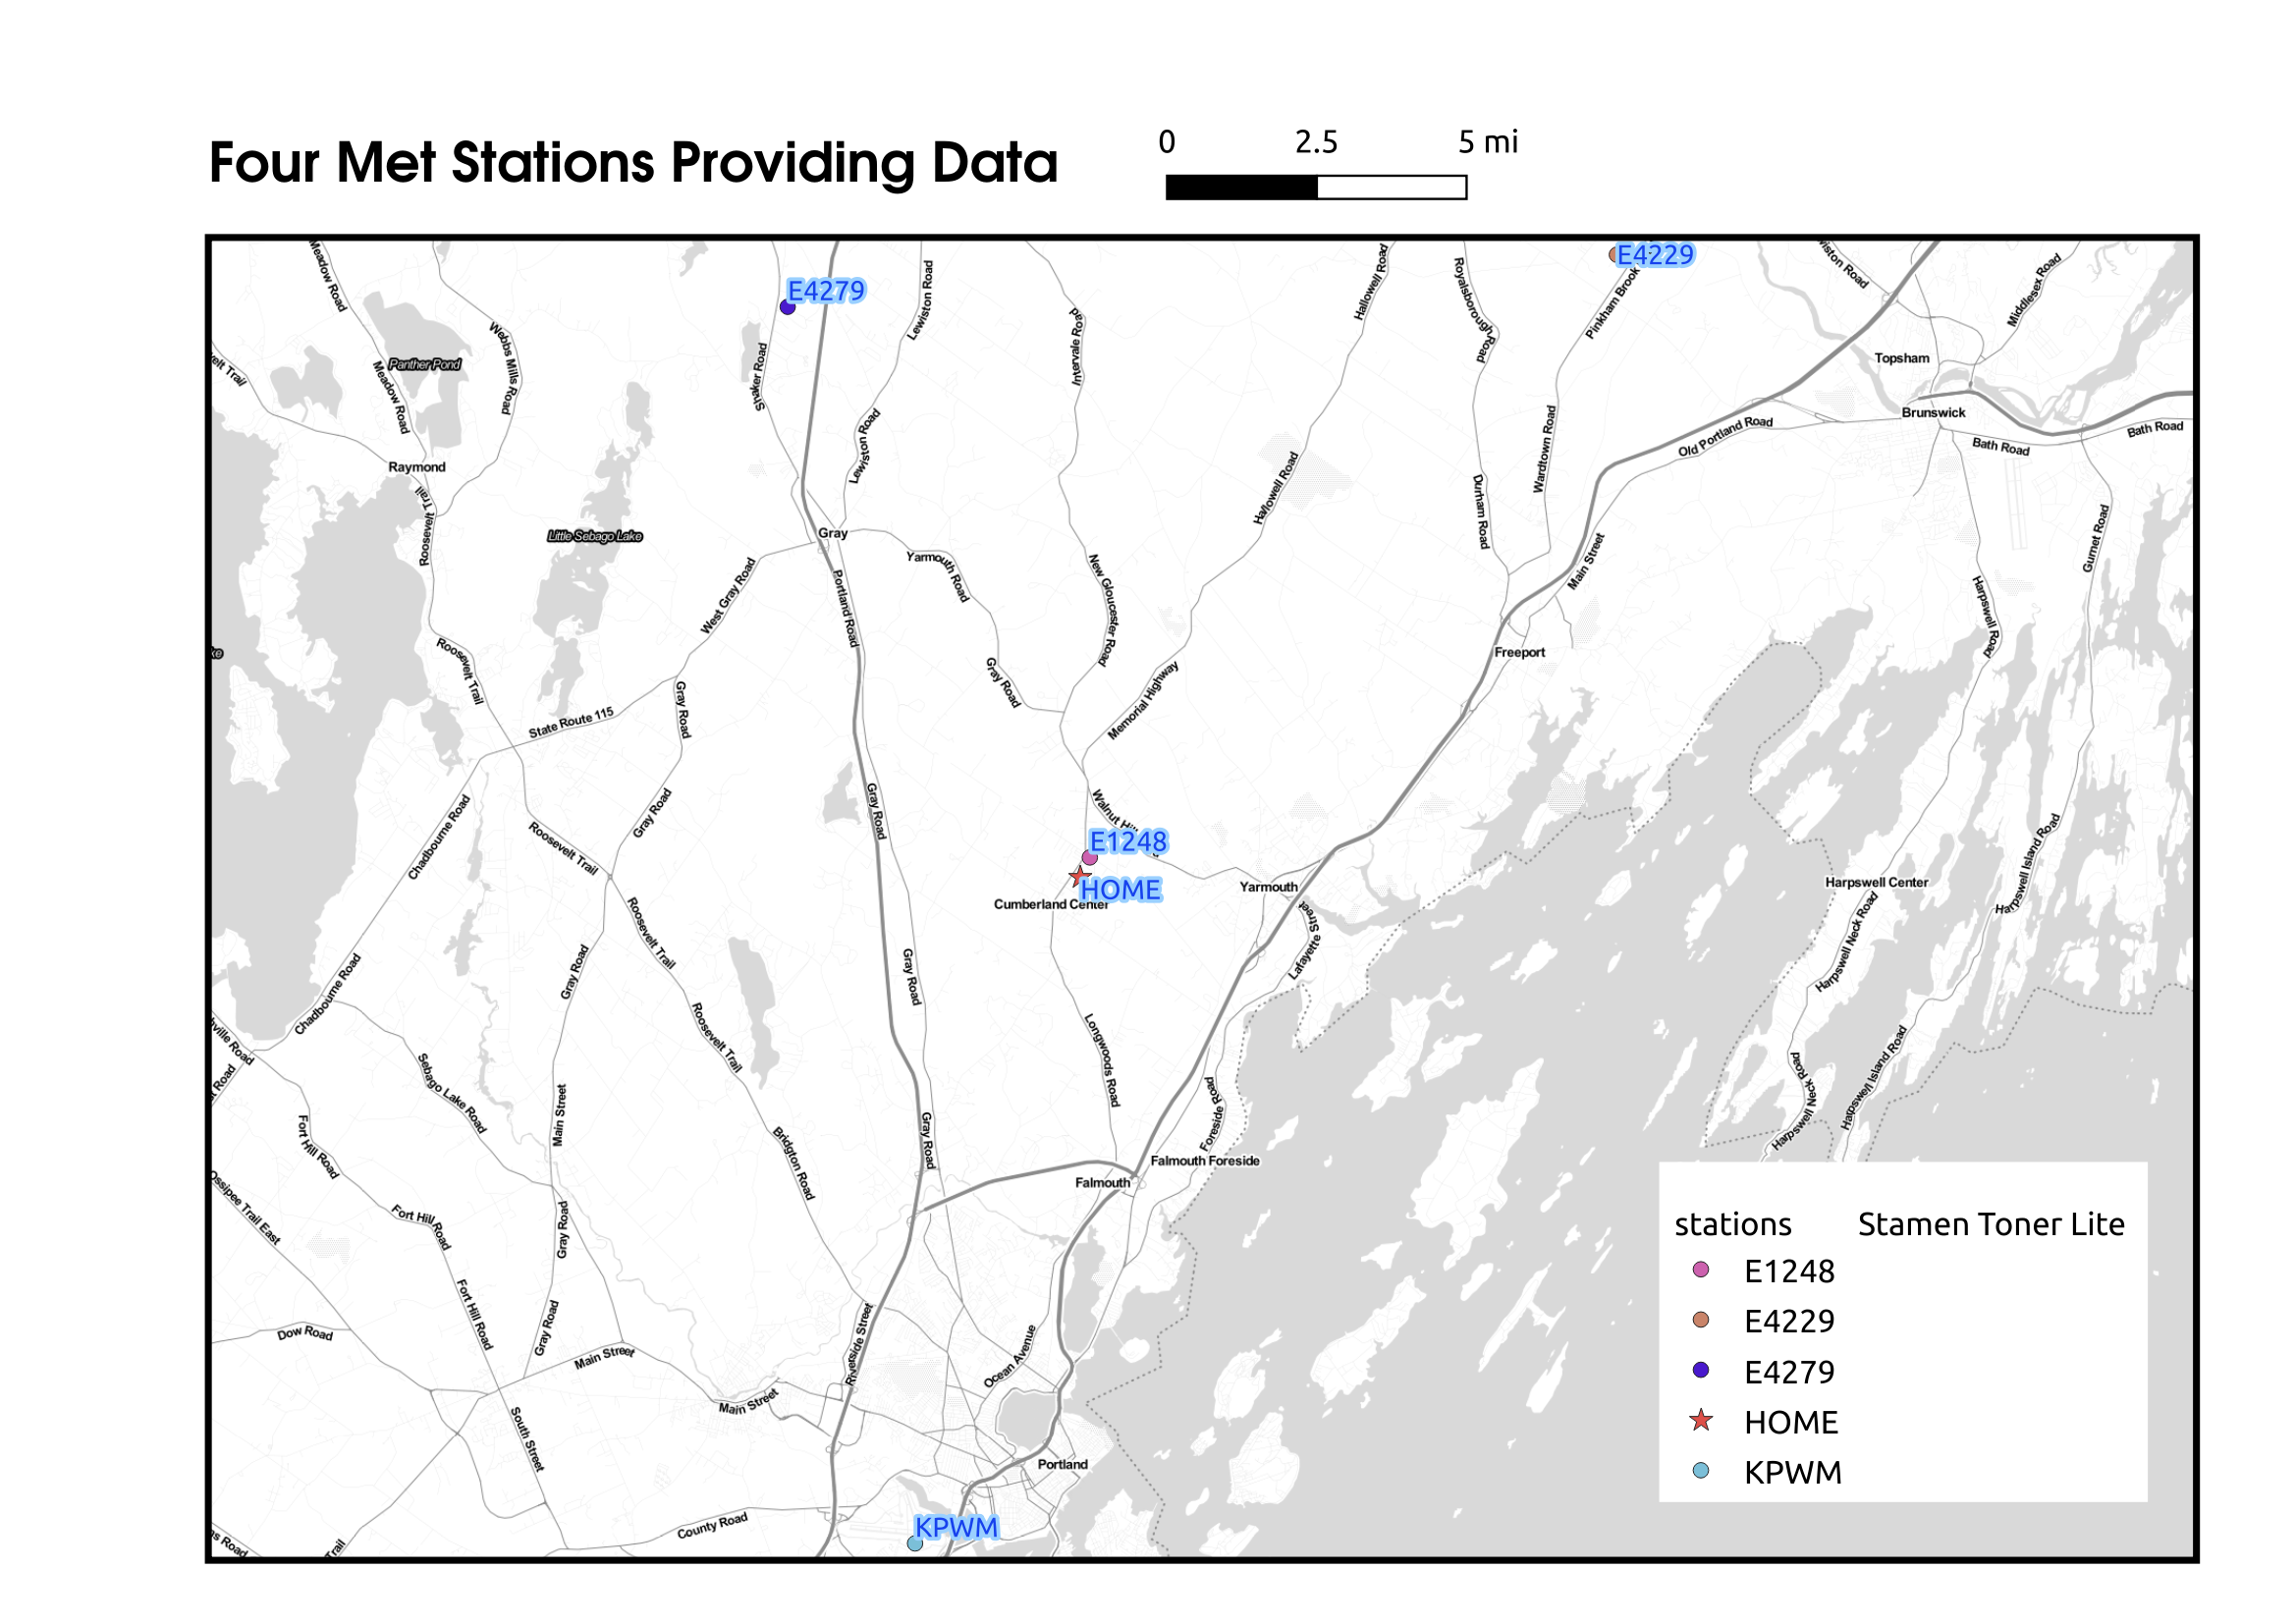 Four Met Stations Providing Data
0 2.5 5 mi
Meadow Road
Lewiston Road
Hallowell Road
Royalsborough Road
E4229
Pinkham Brook
Middlesex Road
E4279
Webbs Mills Road
Intervale Road
Panther Pond
Meadow Road
Shaker Road
Topsham
Brunswick
Lewiston Road
Wardtown Road
Old Portland Road
Bath Road
Bath Road
Raymond
Roosevelt Trail
Hallowell Road
Durham Road
Gurnet Road
Little Sebago Lake
Gray
Yarmouth Road
New Gloucester Road
Main Street
West Gray Road
Portland Road
Harpswell Road
Roosevelt Trail
Gray Road
Gray Road
Memorial Highway
Freeport
State Route 115
Chadbourne Road
Roosevelt Trail
Gray Road
Gray Road
Walnut
E1248
HOME
Cumberland Center
Yarmouth
Harpswell Center
Harpswell Island Road
Roosevelt Trail
Gray Road
Gray Road
Lafayette Street
Harpswell Neck Road
Chadbourne Road
Roosevelt Trail
Longwoods Road
Harpswell Island Road
Sebago Lake Road
Main Street
Fort Hill Road
Bridgton Road
Gray Road
Foreside Road
Harpswell Neck Road
Falmouth Foreside
Falmouth
Ossipee Trail East
Fort Hill Road
Gray Road
Fort Hill Road
Gray Road
Dow Road
Main Street
Riverside Street
Ocean Avenue
Main Street
South Street
Portland
County Road
Trail
KPWM
stations
Stamen Toner Lite
E1248
E4229
E4279
HOME
KPWM